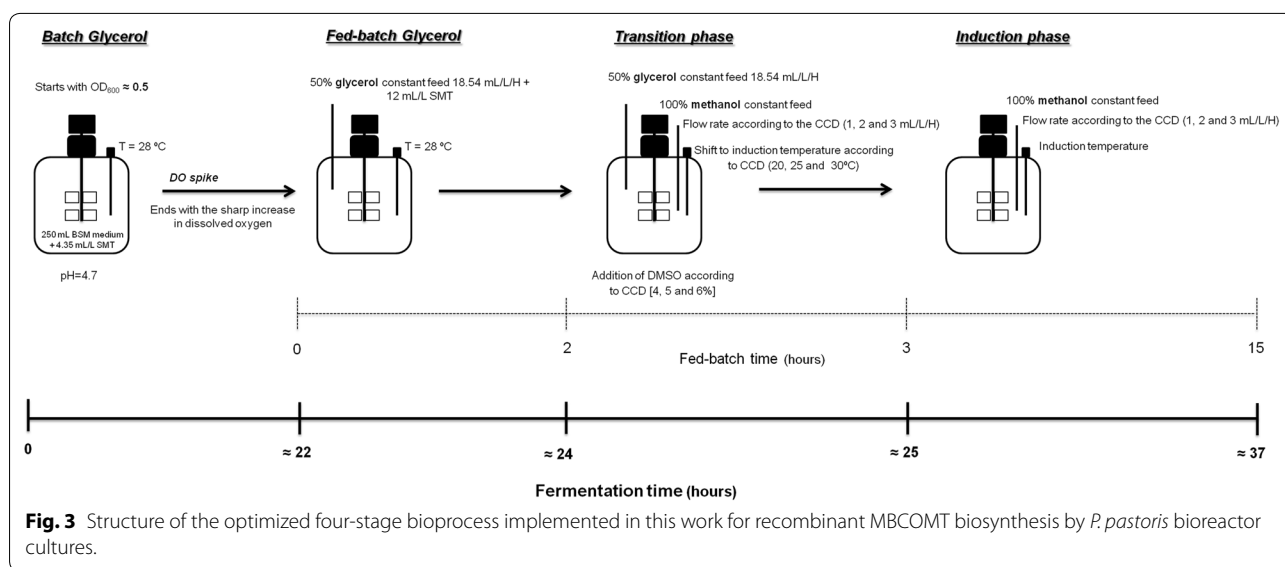 Batch Glycerol
Fed-batch Glycerol
Transition phase
Induction phase
Starts with OD600 ≈ 0.5
T = 28 ºC
250 mL BSM medium
+ 4.35 mL/L SMT
pH=4.7
DO spike
Ends with the sharp increase
in dissolved oxygen
50% glycerol constant feed 18.54 mL/L/H +
12 mL/L SMT
T = 28 ºC
50% glycerol constant feed 18.54 mL/L/H
100% methanol constant feed
Flow rate according to the CCD (1, 2 and 3 mL/L/H)
Shift to induction temperature according
to CCD (20, 25 and 30ºC)
Addition of DMSO according
to CCD [4, 5 and 6%]
100% methanol constant feed
Flow rate according to the CCD (1, 2 and 3 mL/L/H)
Induction temperature
0 2 3 15
Fed-batch time (hours)
0 ≈ 22 ≈ 24 ≈ 25 ≈ 37
Fermentation time (hours)
Fig. 3 Structure of the optimized four-stage bioprocess implemented in this work for recombinant MBCOMT biosynthesis by P. pastoris bioreactor
cultures.